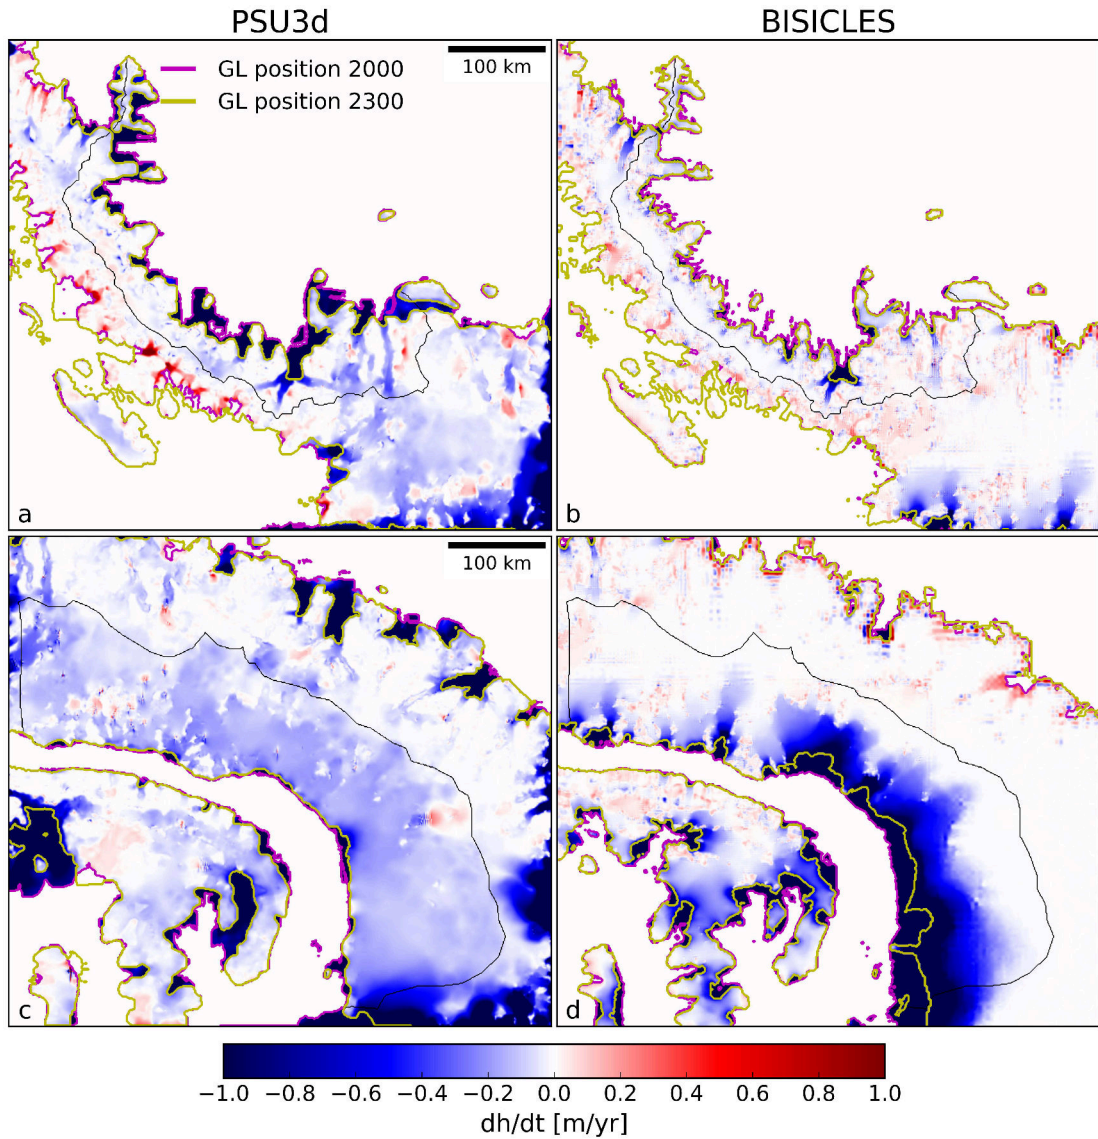 PSU3d
BISICLES
GL position 2000
GL position 2300
100 km
a
b
100 km
c
d
−1.0 −0.8 −0.6 −0.4 −0.2 0.0 0.2 0.4 0.6 0.8 1.0
dh/dt [m/yr]